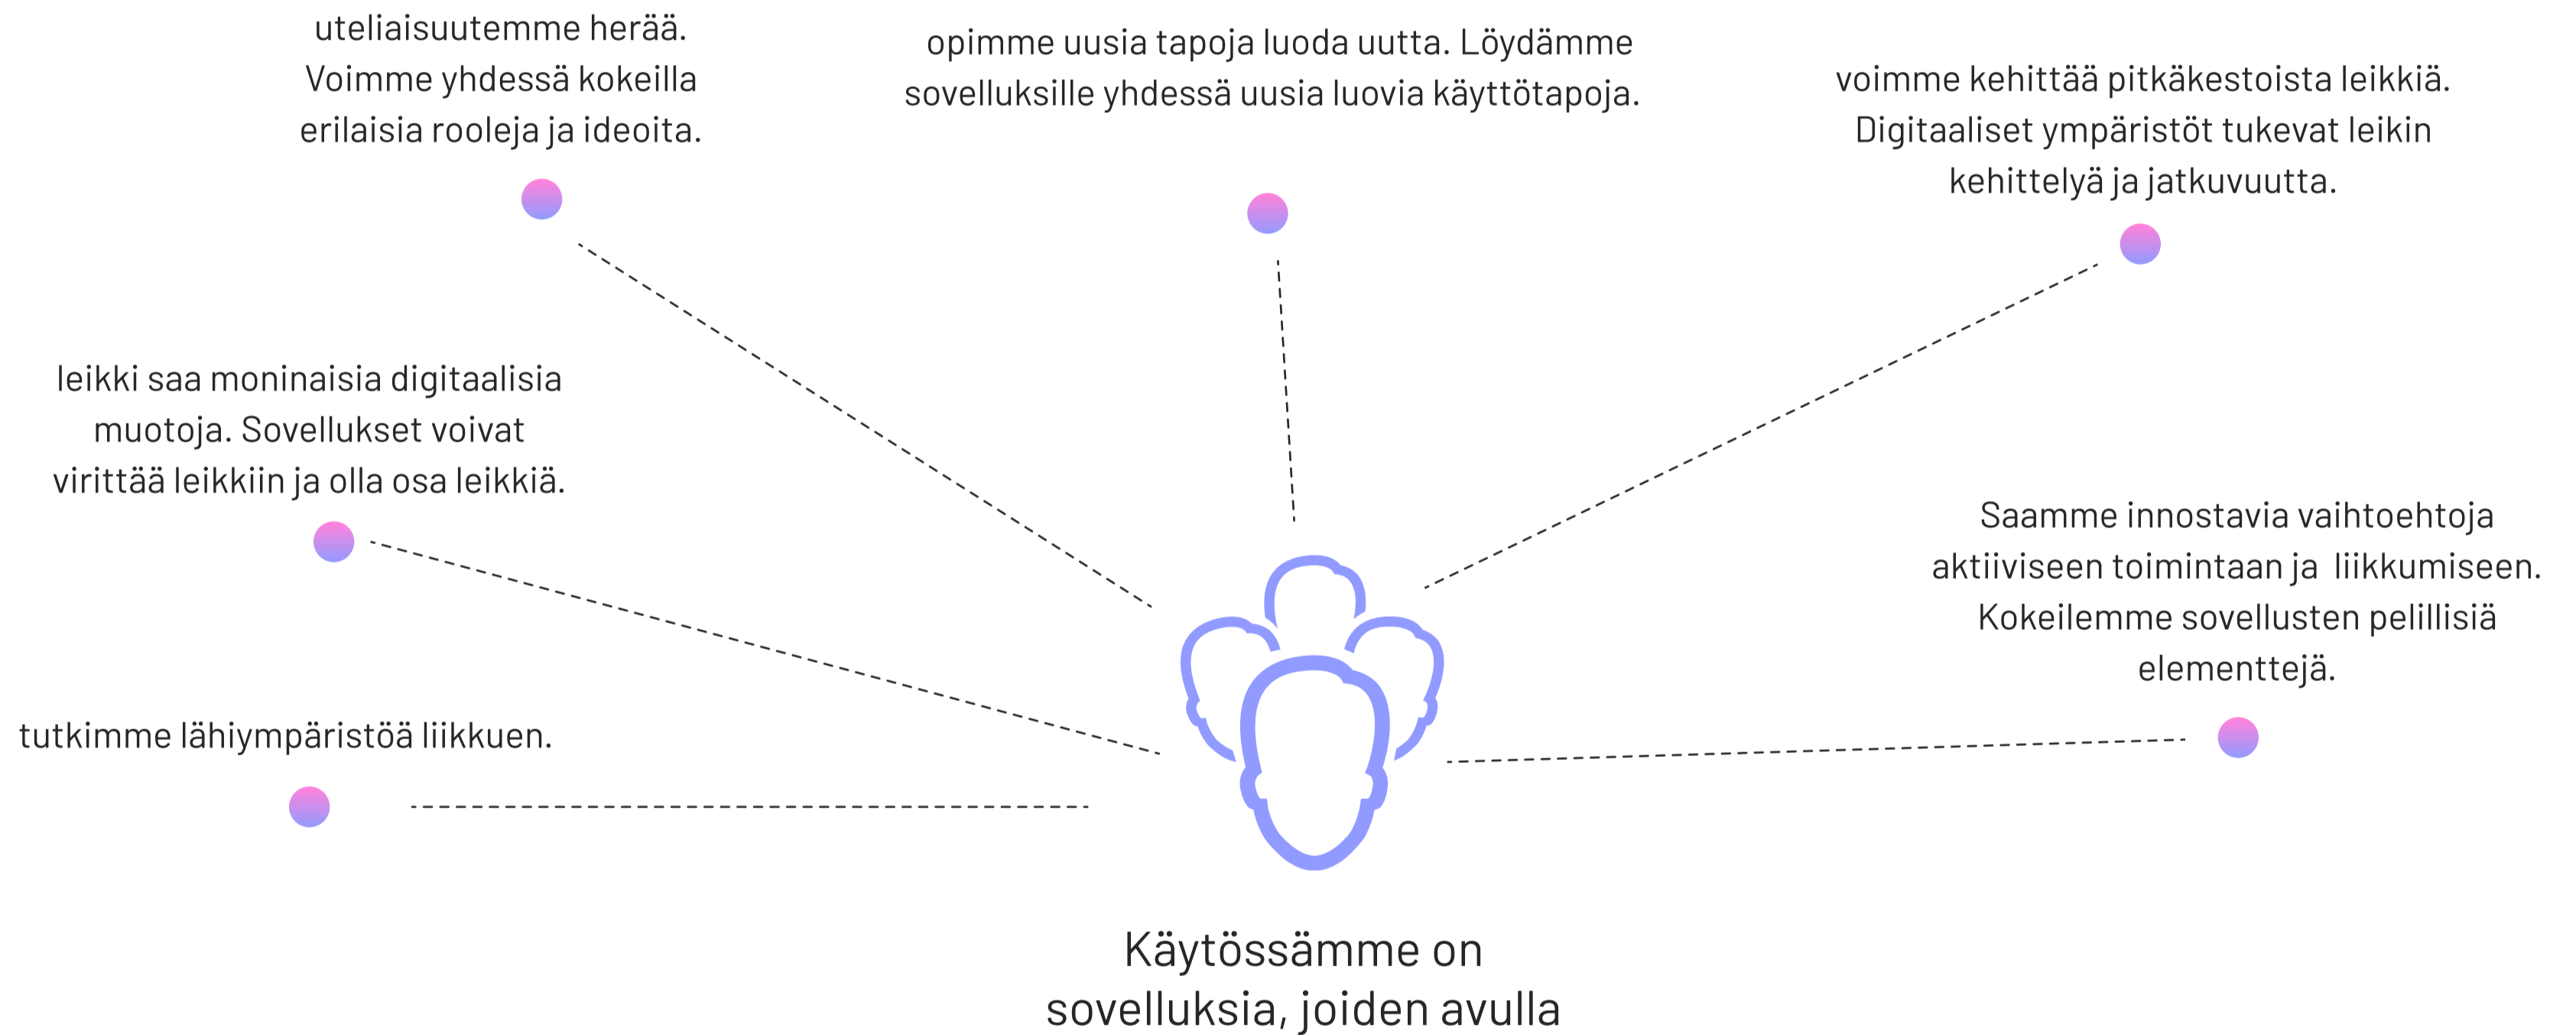 uteliaisuutemme herää.
Voimme yhdessä kokeilla
erilaisia rooleja ja ideoita.
opimme uusia tapoja luoda uutta. Löydämme
sovelluksille yhdessä uusia luovia käyttötapoja.
voimme kehittää pitkäkestoista leikkiä.
Digitaaliset ympäristöt tukevat leikin
kehittelyä ja jatkuvuutta.
leikki saa moninaisia digitaalisia
muotoja. Sovellukset voivat
virittää leikkiin ja olla osa leikkiä.
Saamme innostavia vaihtoehtoja
aktiiviseen toimintaan ja  liikkumiseen.
Kokeilemme sovellusten pelillisiä
elementtejä.
tutkimme lähiympäristöä liikkuen.
Käytössämme on
sovelluksia, joiden avulla